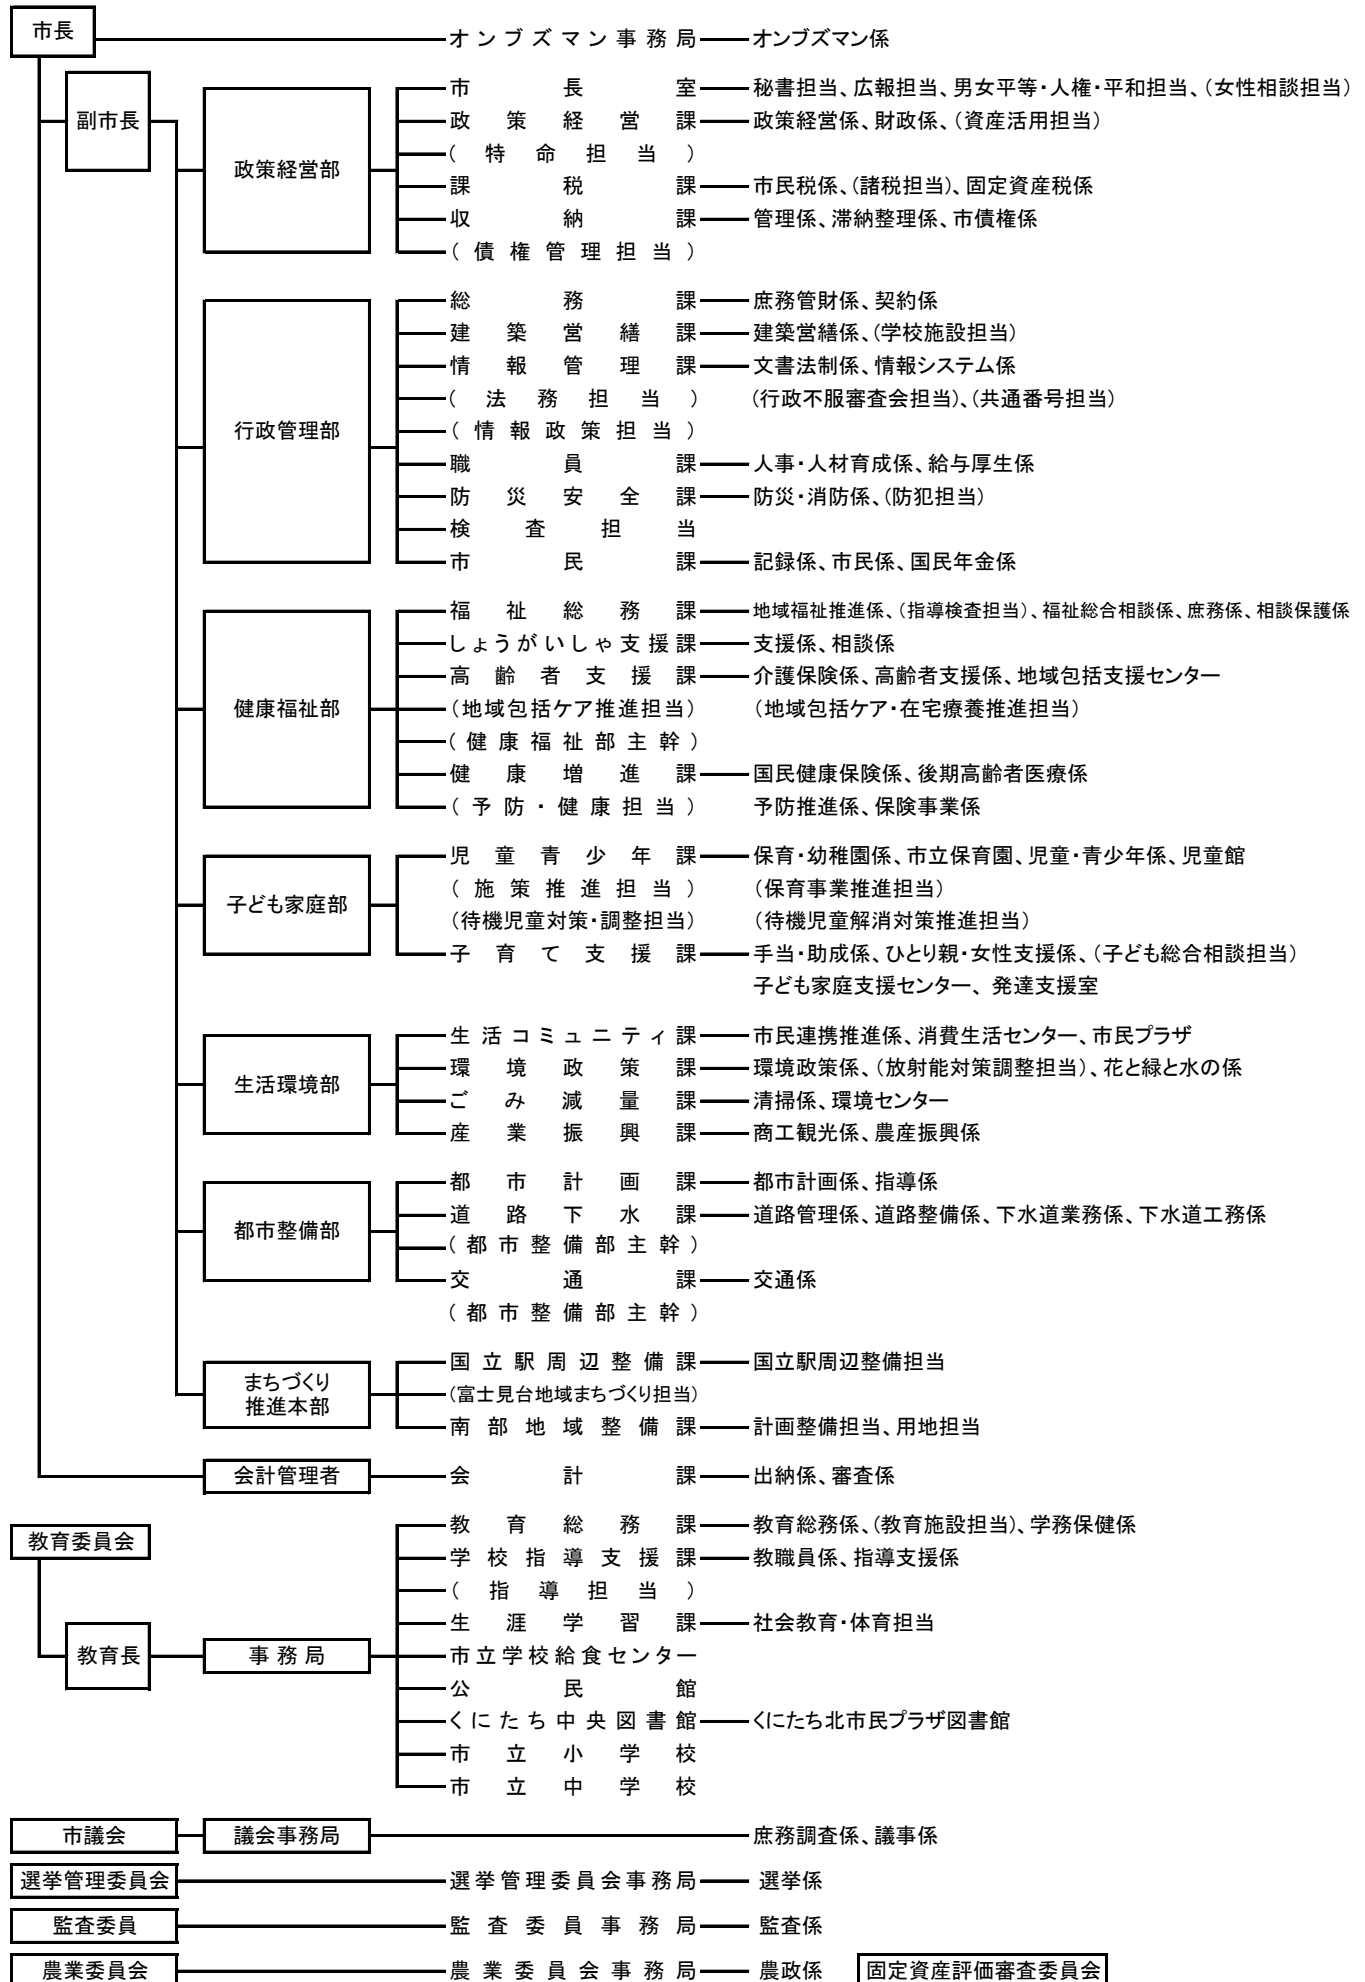 市長
オンブズマン事務局 オンブズマン係
副市長
政策経営部
市長室 秘書担当、広報担当、男女平等・人権・平和担当、(女性相談担当)
政策経営課 政策経営係、財政係、(資産活用担当)
(特命担当)
課税課 市民税係、(諸税担当)、固定資産税係
収納課 管理係、滞納整理係、市債権係
(債権管理担当)
行政管理部
総務課 庶務管財係、契約係
建築営繕課 建築営繕係、(学校施設担当)
情報管理課 文書法制係、情報システム係
(法務担当) (行政不服審査会担当)、(共通番号担当)
(情報政策担当)
職員課 人事・人材育成係、給与厚生係
防災安全課 防災・消防係、(防犯担当)
検査担当
市民課 記録係、市民係、国民年金係
健康福祉部
福祉総務課 地域福祉推進係、(指導検査担当)、福祉総合相談係、庶務係、相談保護係
しょうがいしゃ支援課 支援係、相談係
高齢者支援課 介護保険係、高齢者支援係、地域包括支援センター
(地域包括ケア推進担当) (地域包括ケア・在宅療養推進担当)
(健康福祉部主幹)
健康増進課 国民健康保険係、後期高齢者医療係
(予防・健康担当) 予防推進係、保険事業係
子ども家庭部
児童青少年課 保育・幼稚園係、市立保育園、児童・青少年係、児童館
(施策推進担当) (保育事業推進担当)
(待機児童対策・調整担当) (待機児童解消対策推進担当)
子育て支援課 手当・助成係、ひとり親・女性支援係、(子ども総合相談担当)
子ども家庭支援センター、発達支援室
生活環境部
生活コミュニティ課 市民連携推進係、消費生活センター、市民プラザ
環境政策課 環境政策係、(放射能対策調整担当)、花と緑と水の係
ごみ減量課 清掃係、環境センター
産業振興課 商工観光係、農産振興係
都市整備部
都市計画課 都市計画係、指導係
道路下水課 道路管理係、道路整備係、下水道業務係、下水道工務係
(都市整備部主幹)
交通課 交通係
(都市整備部主幹)
まちづくり
推進本部
国立駅周辺整備課 国立駅周辺整備担当
(富士見台地域まちづくり担当)
南部地域整備課 計画整備担当、用地担当
会計管理者 会計課 出納係、審査係
教育委員会
教育長
事務局
教育総務課 教育総務係、(教育施設担当)、学務保健係
学校指導支援課 教職員係、指導支援係
(指導担当)
生涯学習課 社会教育・体育担当
市立学校給食センター
公民館
くにたち中央図書館 くにたち北市民プラザ図書館
市立小学校
市立中学校
市議会 議会事務局 庶務調査係、議事係
選挙管理委員会 選挙管理委員会事務局 選挙係
監査委員 監査委員事務局 監査係
農業委員会 農業委員会事務局 農政係 固定資産評価審査委員会